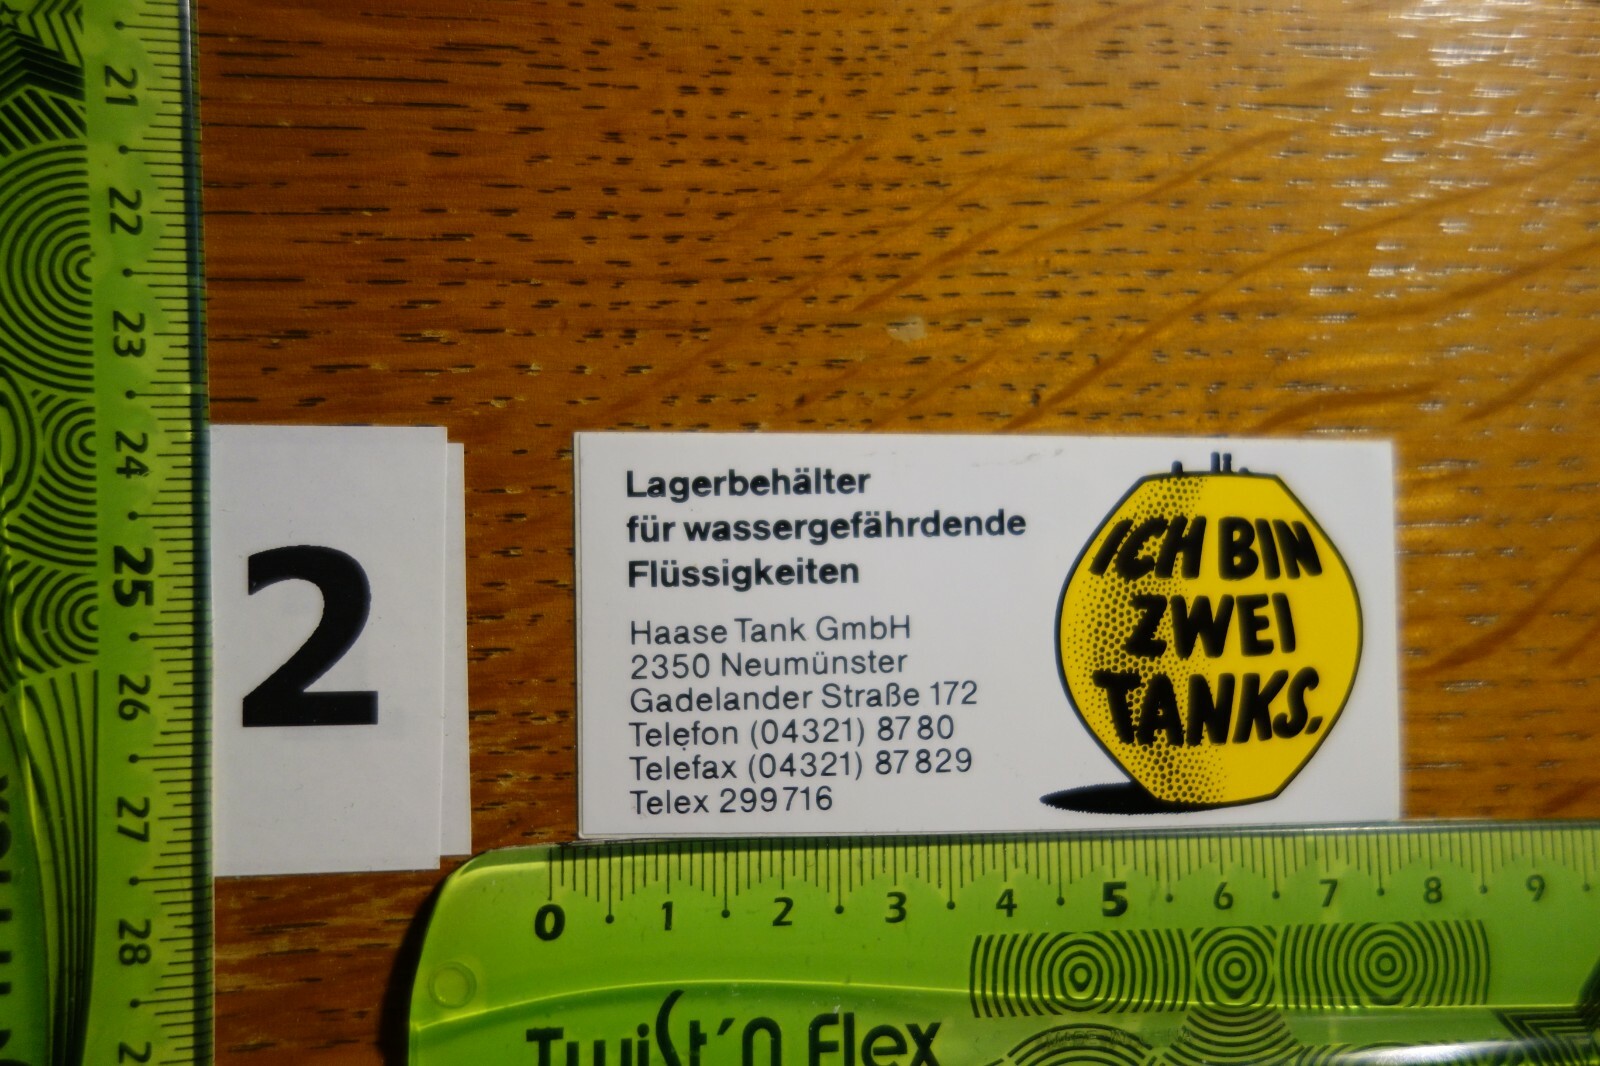 21
22
23
24
25
26
27
28
2
Lagerbehälter
für wassergefährdende
Flüssigkeiten
Haase Tank GmbH
2350 Neumünster
Gadelander Straße 172
Telefon (04321) 8780
Telefax (04321) 87829
Telex 299716
ICH BIN
ZWEI
TANKS.
0 1 2 3 4 5 6 7 8 9
Twist'n Flex